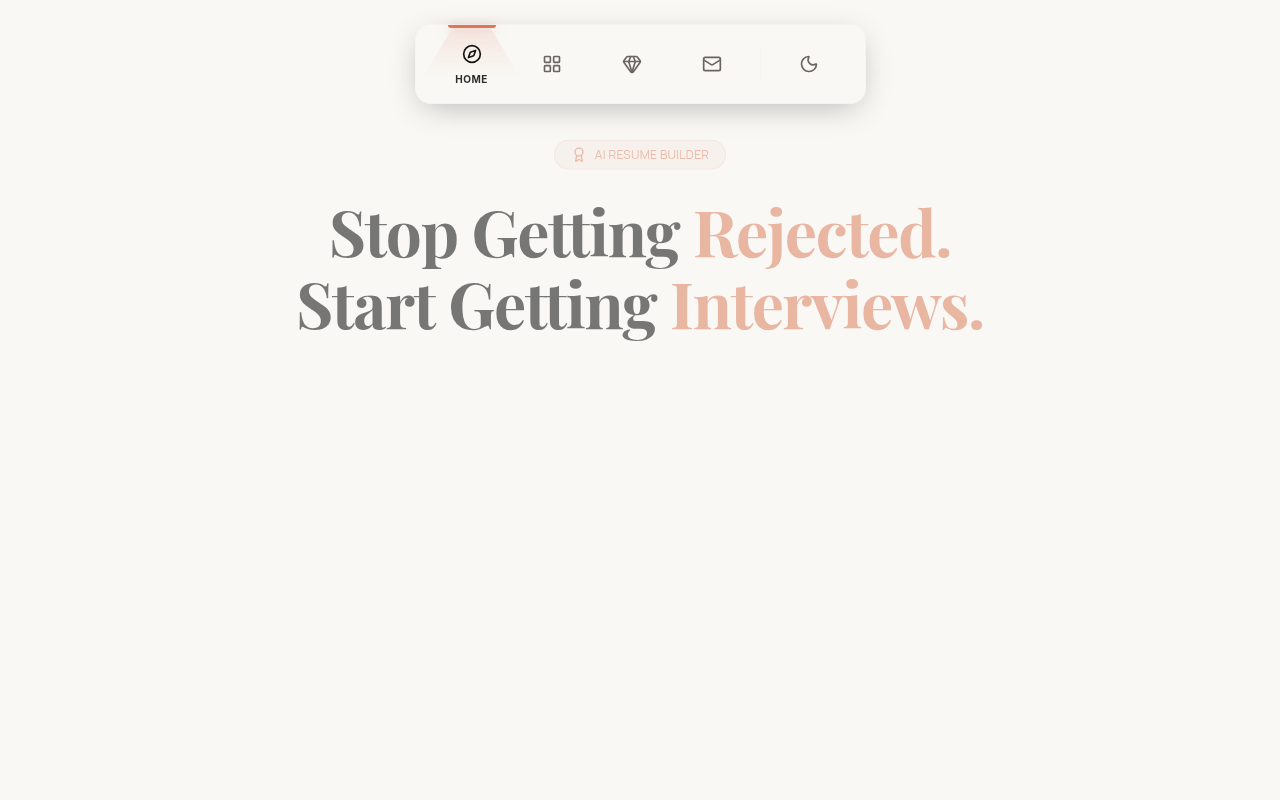 HOME
AI RESUME BUILDER
Stop Getting Rejected.
Start Getting Interviews.